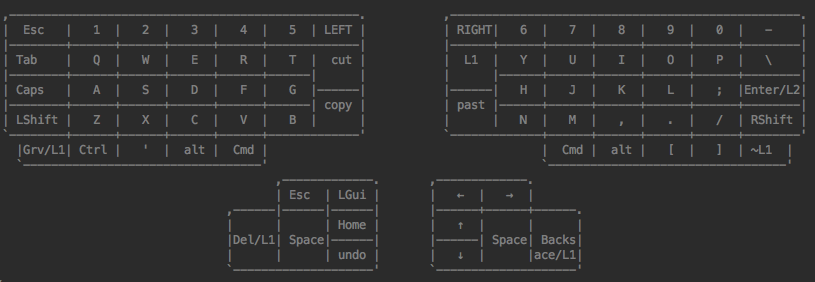 Esc 1 2 3 4 5 LEFT RIGHT 6 7 8 9 0 -
Tab Q W E R T cut L1 Y U I O P \
Caps A S D F G H J K L ; Enter/L2
copy past
LShift Z X C V B N M , . / RShift
Grv/L1 Ctrl ' alt Cmd Cmd alt [ ] ~L1
Esc LGui ← →
Home ↑
Del/L1 Space Space Backs
undo ↓ ace/L1